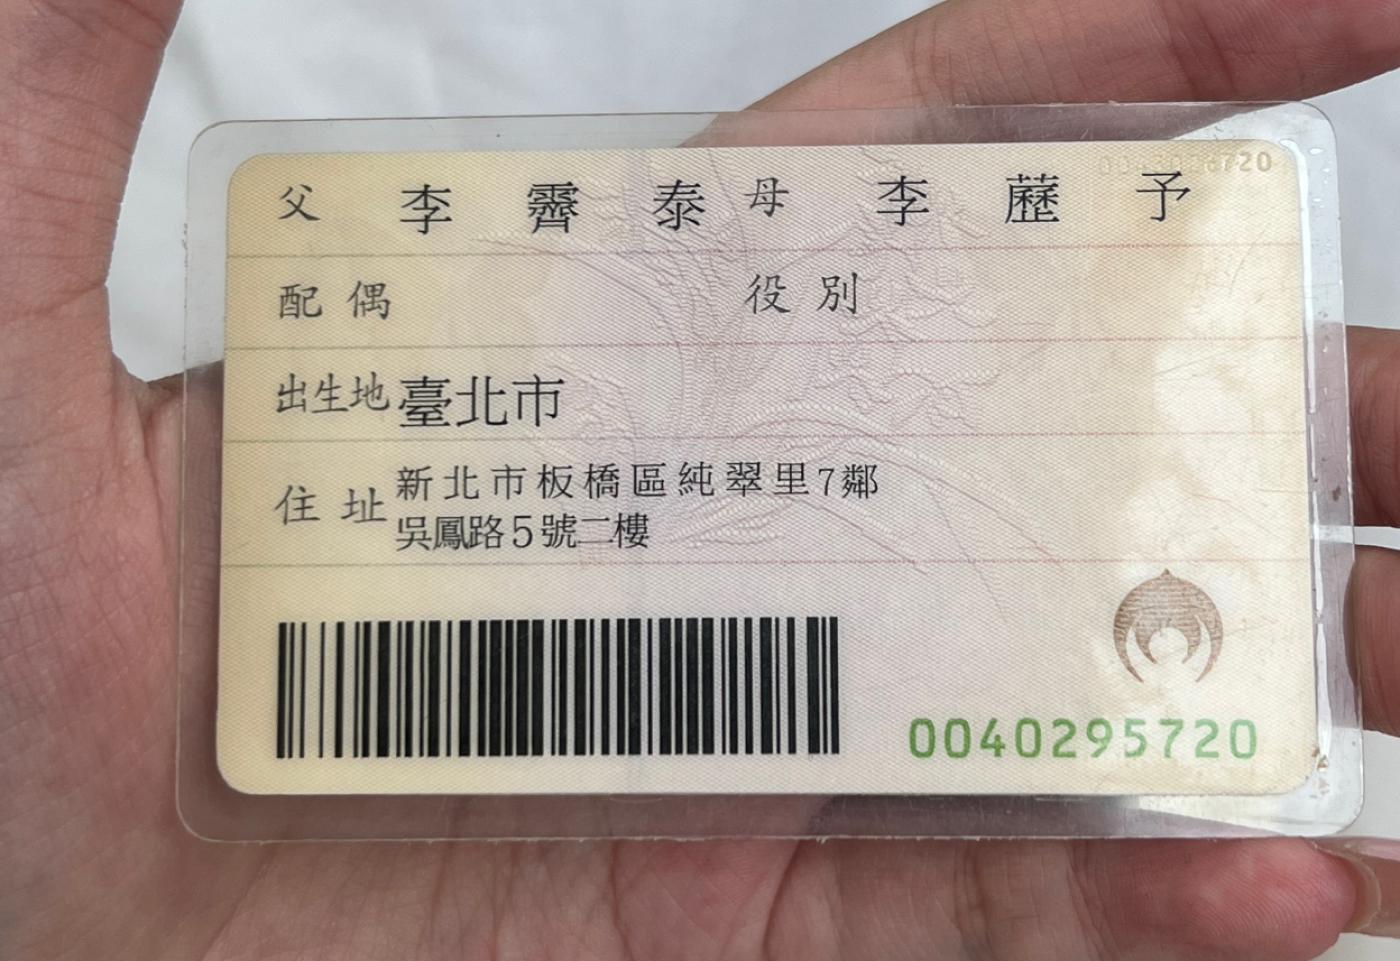 父 李霽泰 母 李藶予
配偶 役別
出生地 臺北市
住址 新北市板橋區純翠里7鄰
吳鳳路5號二樓
0040295720